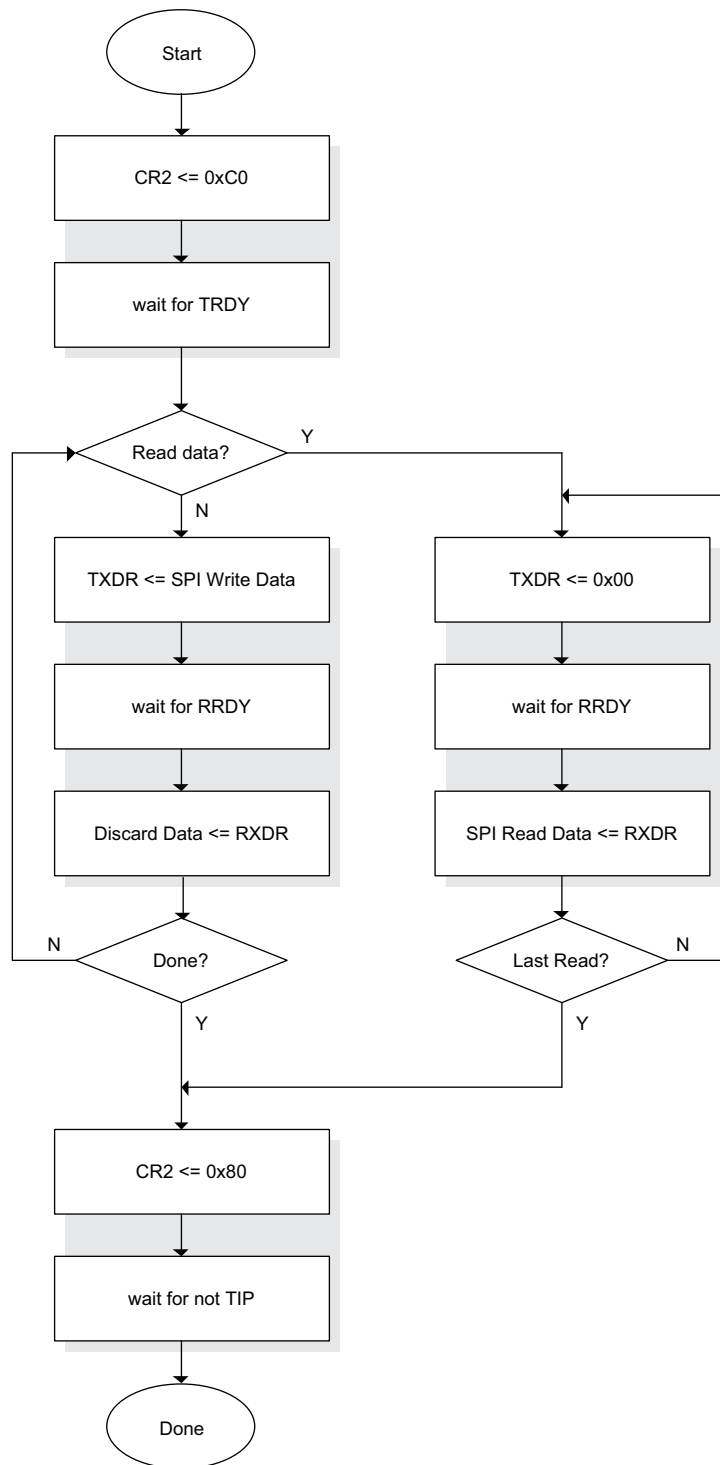 Start
CR2 <= 0xC0
wait for TRDY
Read data?
Y
N
TXDR <= SPI Write Data
TXDR <= 0x00
wait for RRDY
wait for RRDY
Discard Data <= RXDR
SPI Read Data <= RXDR
N
Done?
Last Read?
N
Y
Y
CR2 <= 0x80
wait for not TIP
Done